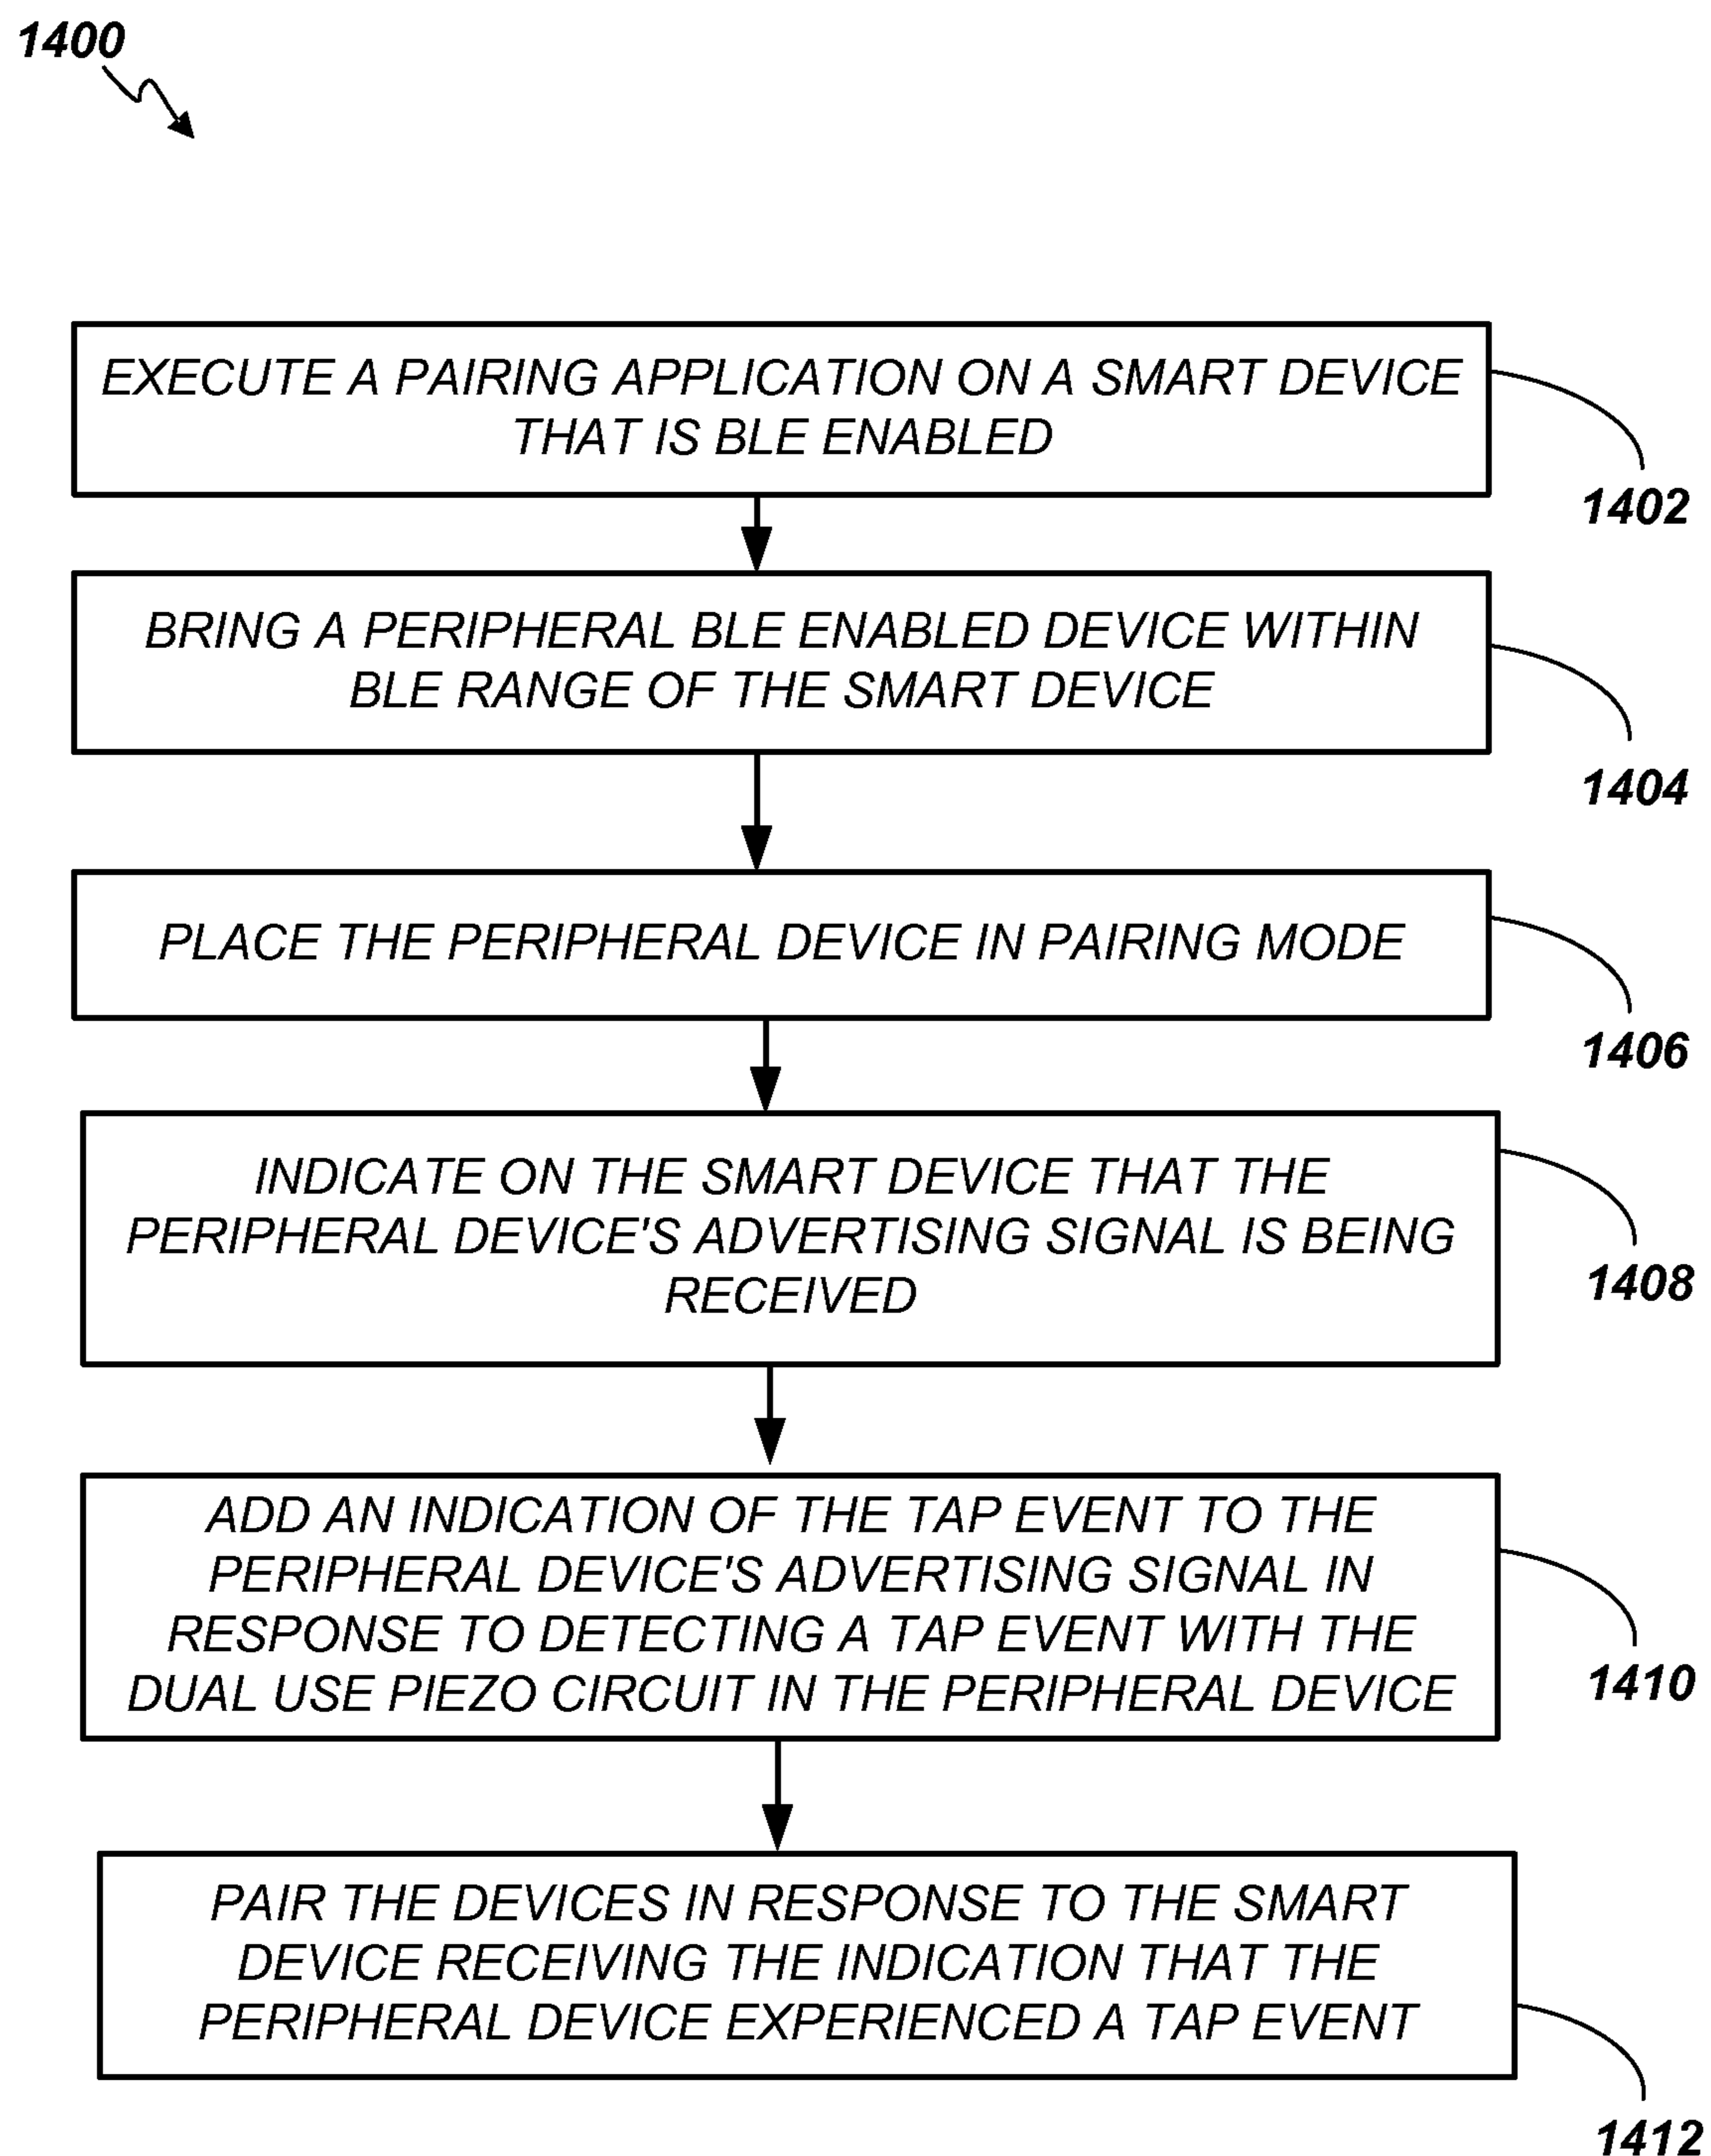 1400
EXECUTE A PAIRING APPLICATION ON A SMART DEVICE
THAT IS BLE ENABLED
1402
BRING A PERIPHERAL BLE ENABLED DEVICE WITHIN
BLE RANGE OF THE SMART DEVICE
1404
PLACE THE PERIPHERAL DEVICE IN PAIRING MODE
1406
INDICATE ON THE SMART DEVICE THAT THE
PERIPHERAL DEVICE'S ADVERTISING SIGNAL IS BEING
RECEIVED
1408
ADD AN INDICATION OF THE TAP EVENT TO THE
PERIPHERAL DEVICE'S ADVERTISING SIGNAL IN
RESPONSE TO DETECTING A TAP EVENT WITH THE
DUAL USE PIEZO CIRCUIT IN THE PERIPHERAL DEVICE
1410
PAIR THE DEVICES IN RESPONSE TO THE SMART
DEVICE RECEIVING THE INDICATION THAT THE
PERIPHERAL DEVICE EXPERIENCED A TAP EVENT
1412